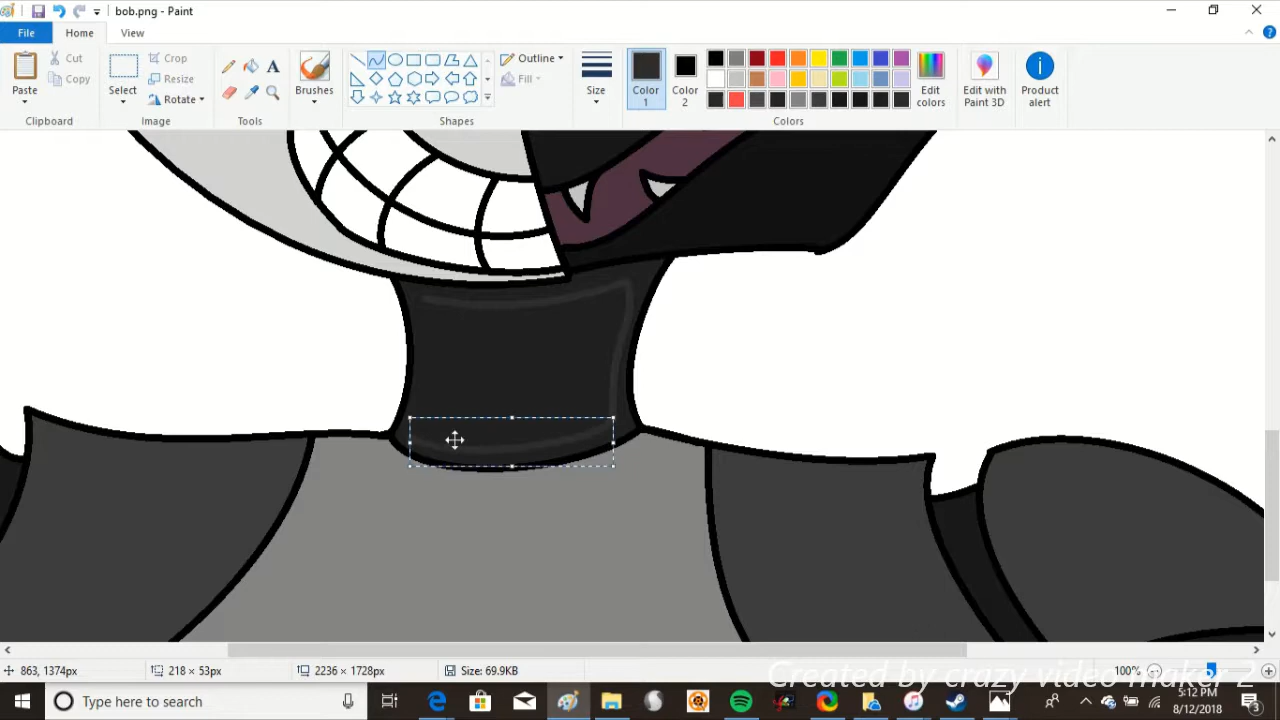 bob.png - Paint
File Home View
Paste
Cut
Copy
Clipboard
Select
Crop
Resize
Rotate
Image
A
Tools
Brushes
Shapes
Outline
Fill
Size
Color 1
Color 2
Colors
Edit colors
Edit with Paint 3D
Product alert
863, 1374px 218 × 53px 2236 × 1728px Size: 69.9KB 100%
Created by crazy video maker 2
Type here to search
5:12 PM
8/12/2018
3